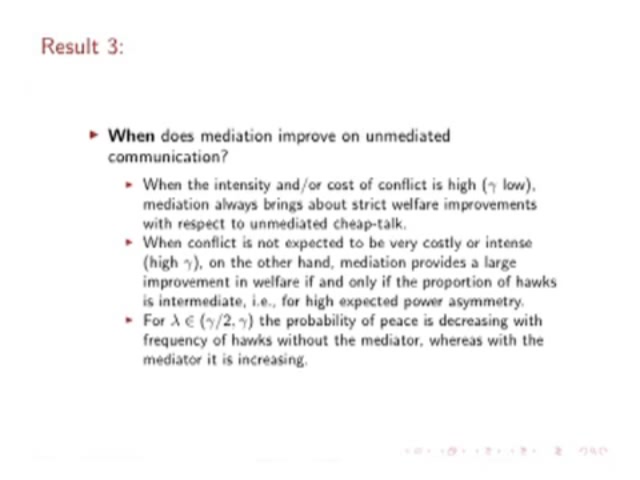 Result 3:
▶ When does mediation improve on unmediated
communication?
▶ When the intensity and/or cost of conflict is high (γ low),
mediation always brings about strict welfare improvements
with respect to unmediated cheap-talk.
▶ When conflict is not expected to be very costly or intense
(high γ), on the other hand, mediation provides a large
improvement in welfare if and only if the proportion of hawks
is intermediate, i.e., for high expected power asymmetry.
▶ For λ ∈ (γ/2, γ) the probability of peace is decreasing with
frequency of hawks without the mediator, whereas with the
mediator it is increasing.